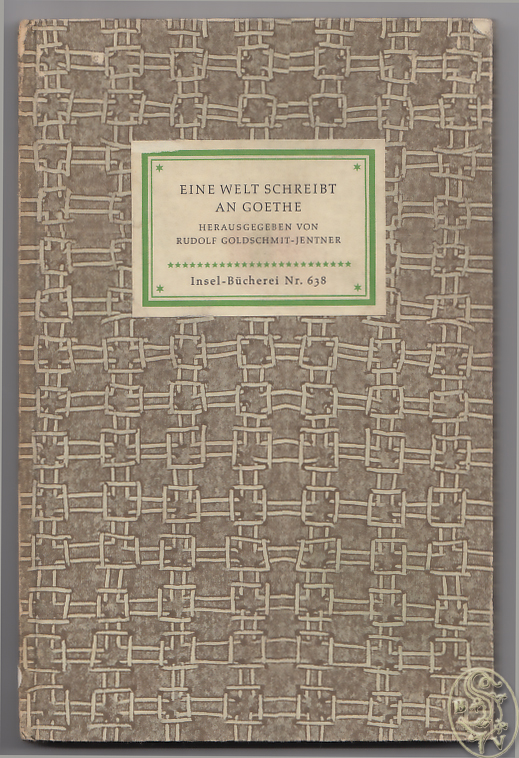 EINE WELT SCHREIBT
AN GOETHE
HERAUSGEGEBEN VON
RUDOLF GOLDSCHMIT-JENTNER
Insel-Bücherei Nr. 638